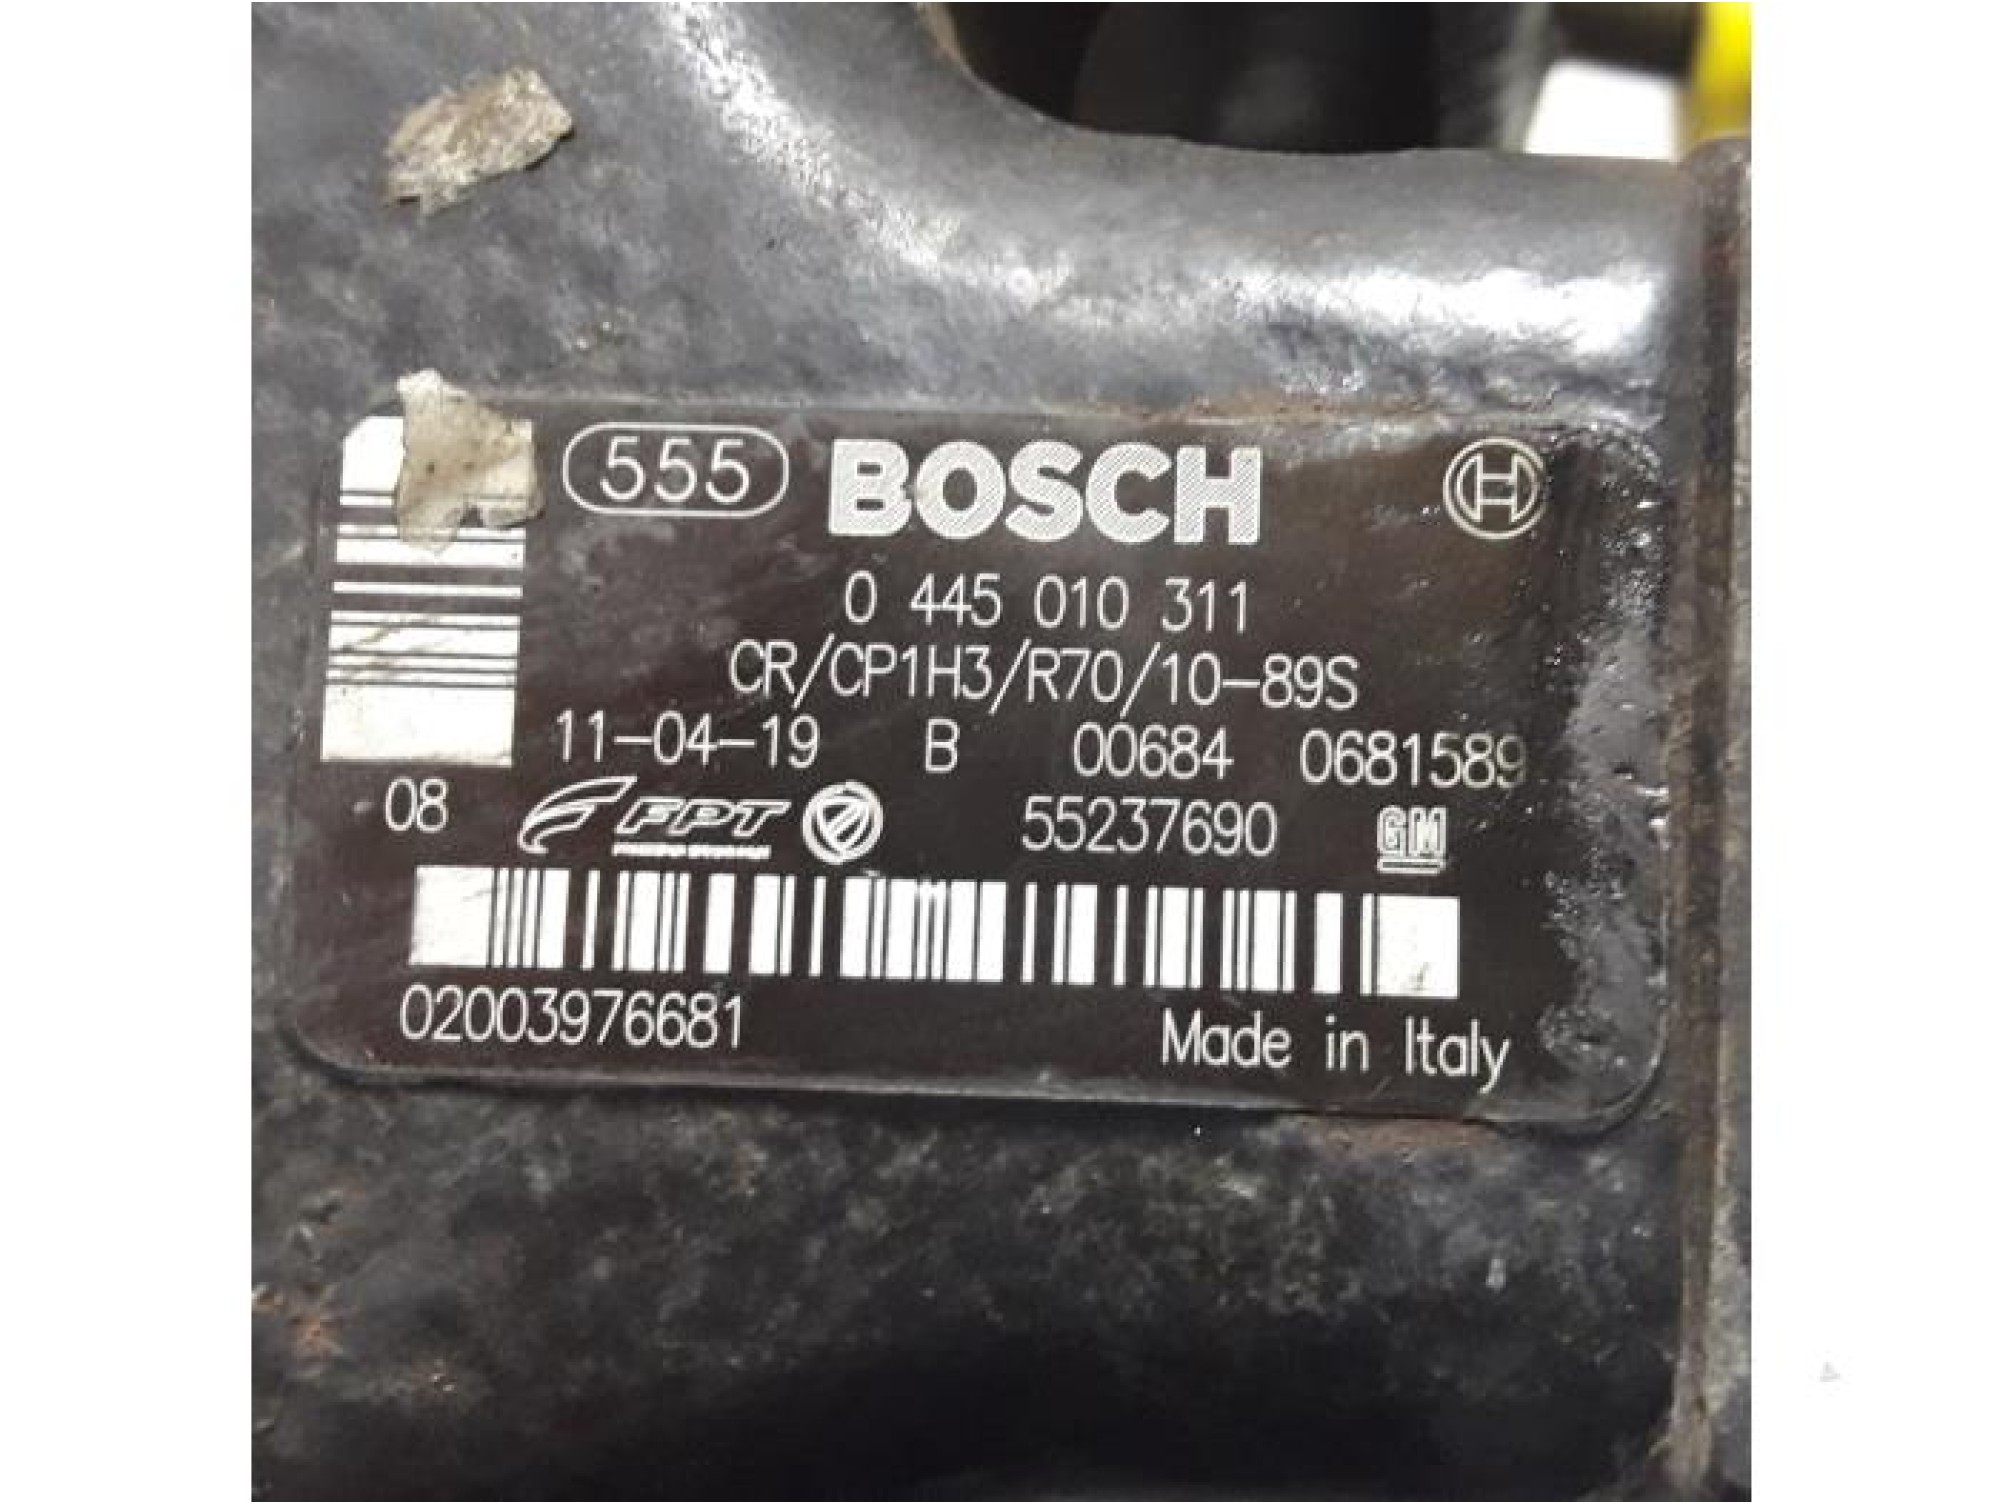 555 BOSCH
0 445 010 311
CR/CP1H3/R70/10-89S
11-04-19 B 00684 0681589
08 FPT 55237690 GM
02003976681
Made in Italy